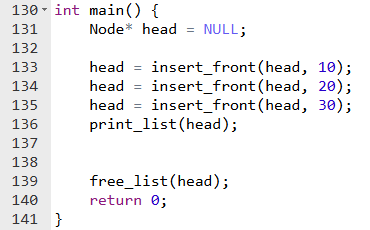 130 int main() {
131     Node* head = NULL;
132
133     head = insert_front(head, 10);
134     head = insert_front(head, 20);
135     head = insert_front(head, 30);
136     print_list(head);
137
138
139     free_list(head);
140     return 0;
141 }